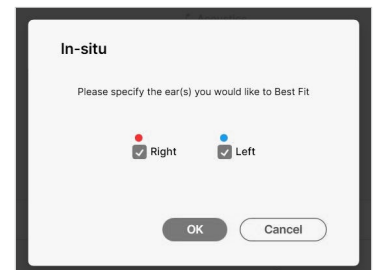 In-situ
Please specify the ear(s) you would like to Best Fit
Right Left
OK Cancel